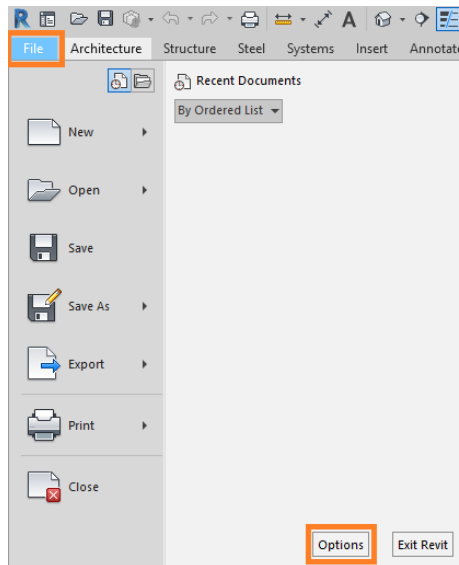 R A
File Architecture Structure Steel Systems Insert Annotate
Recent Documents
By Ordered List
New
Open
Save
Save As
Export
Print
Close
Options Exit Revit